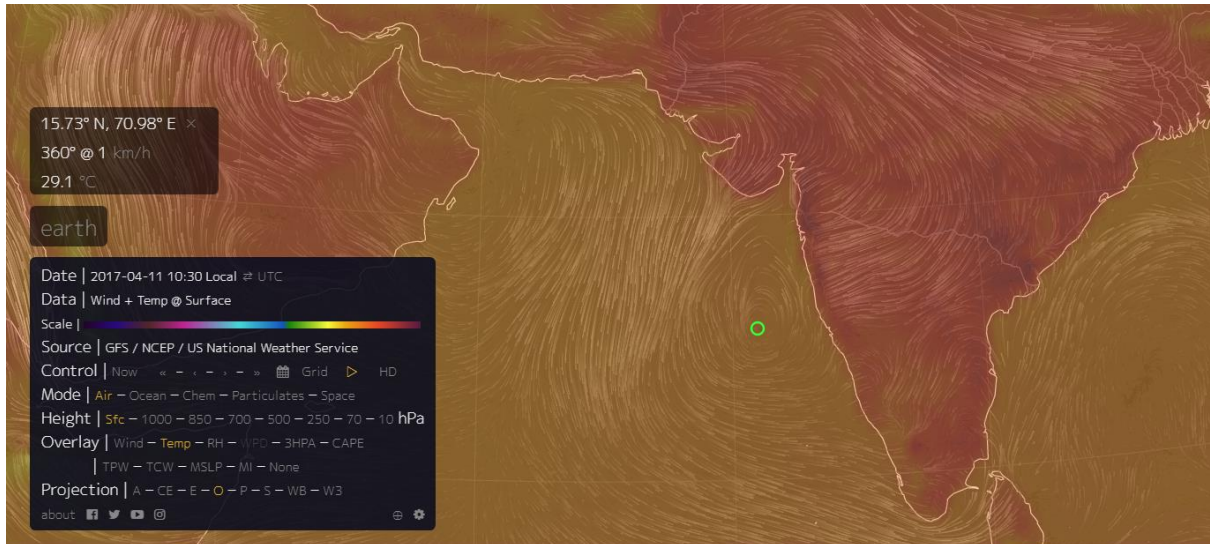 15.73° N, 70.98° E ×
360° @ 1 km/h
29.1 °C
earth
Date | 2017-04-11 10:30 Local ⇄ UTC
Data | Wind + Temp @ Surface
Scale |
Source | GFS / NCEP / US National Weather Service
Control | Now « – ‹ – › – » Grid ▷ HD
Mode | Air – Ocean – Chem – Particulates – Space
Height | Sfc – 1000 – 850 – 700 – 500 – 250 – 70 – 10 hPa
Overlay | Wind – Temp – RH – WPD – 3HPA – CAPE
| TPW – TCW – MSLP – MI – None
Projection | A – CE – E – O – P – S – WB – W3
about